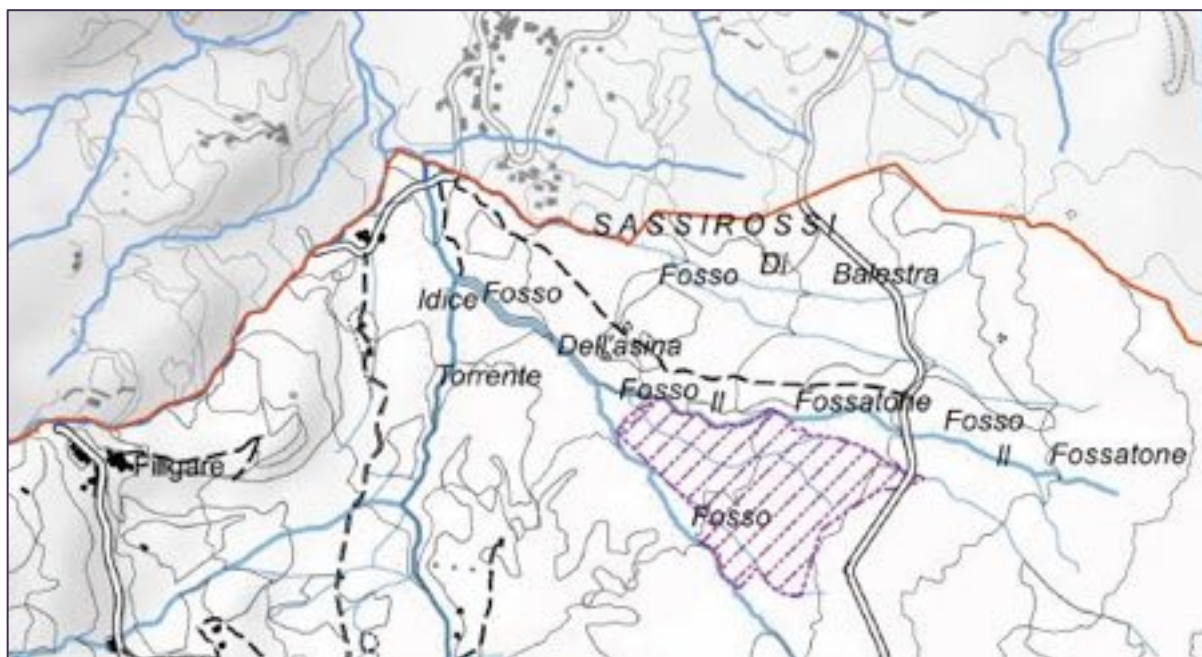 SASSIROSSI
Fosso Di Balestra
Idice Fosso
Dell'asina
Torrente
Fosso Il Fossatone
Fosso Il Fossatone
Filigare
Fosso